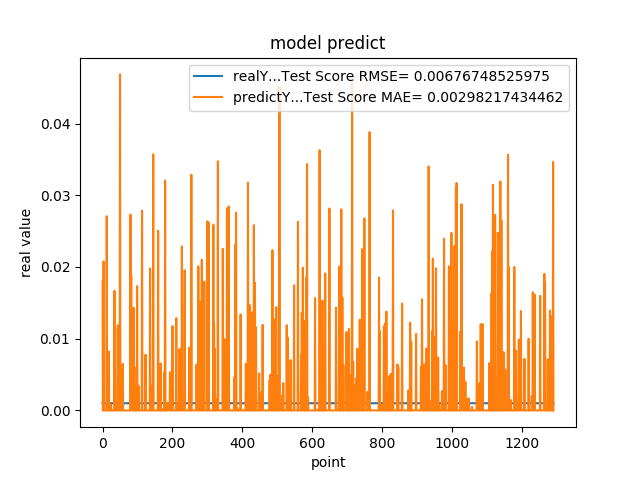 model predict
realY...Test Score RMSE= 0.00676748525975
predictY...Test Score MAE= 0.00298217434462
0.04
0.03
0.02
0.01
0.00
real value
0 200 400 600 800 1000 1200
point